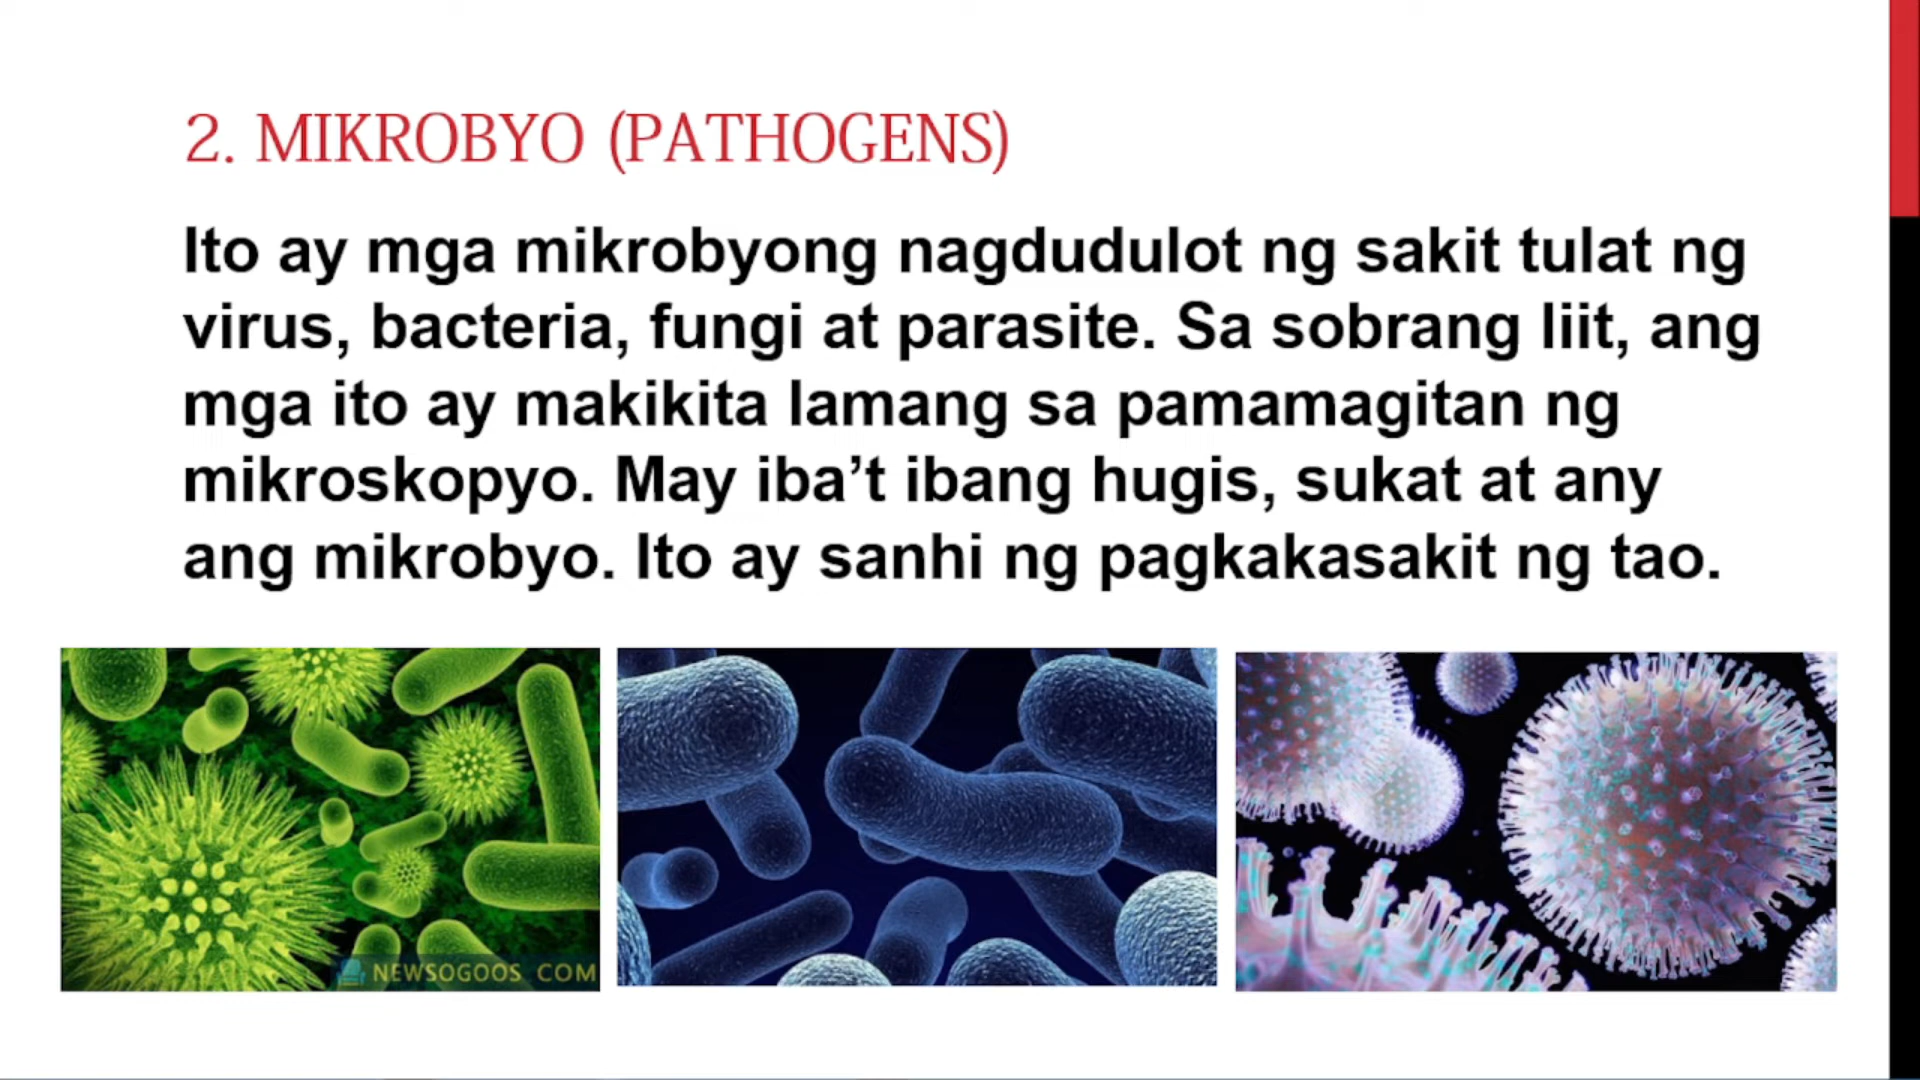 2. MIKROBYO (PATHOGENS)
Ito ay mga mikrobyong nagdudulot ng sakit tulat ng
virus, bacteria, fungi at parasite. Sa sobrang liit, ang
mga ito ay makikita lamang sa pamamagitan ng
mikroskopyo. May iba’t ibang hugis, sukat at any
ang mikrobyo. Ito ay sanhi ng pagkakasakit ng tao.
NEWSOGOOS COM